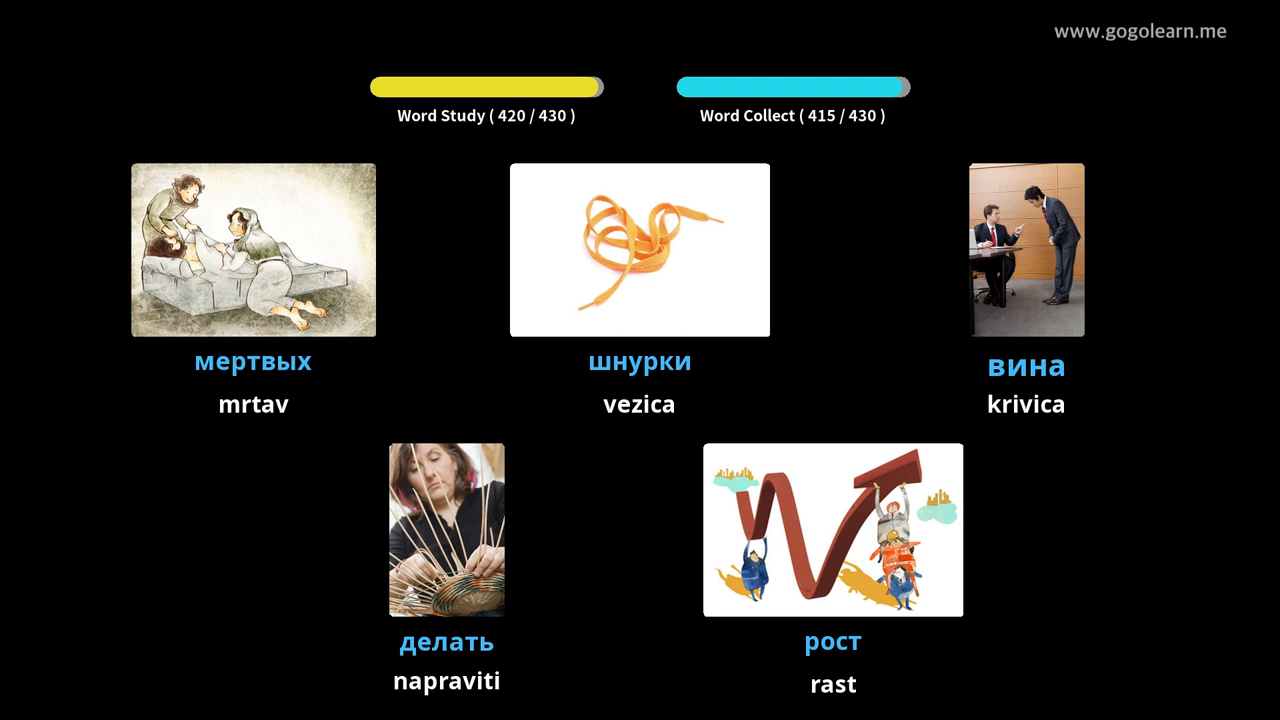 www.gogolearn.me
Word Study ( 420 / 430 )
Word Collect ( 415 / 430 )
мертвых
шнурки
вина
mrtav
vezica
krivica
делать
рост
napraviti
rast